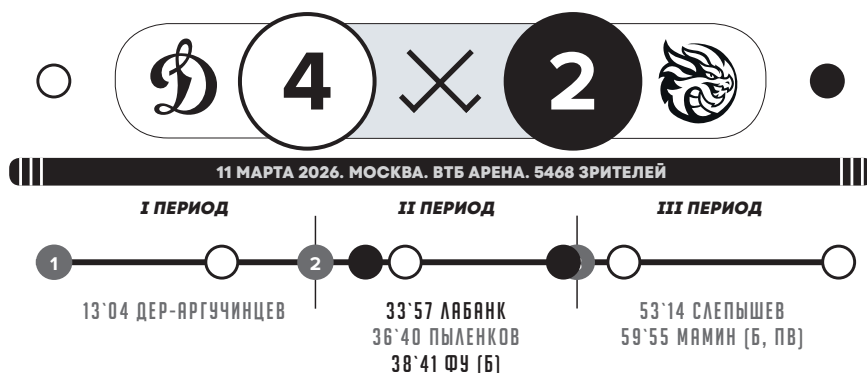 4 2
11 МАРТА 2026. МОСКВА. ВТБ АРЕНА. 5468 ЗРИТЕЛЕЙ
I ПЕРИОД II ПЕРИОД III ПЕРИОД
1 2
13`04 ДЕР-АРГУЧИНЦЕВ
33`57 ЛАБАНК
36`40 ПЫЛЕНКОВ
38`41 ФУ (Б)
53`14 СЛЕПЫШЕВ
59`55 МАМИН (Б, ПВ)